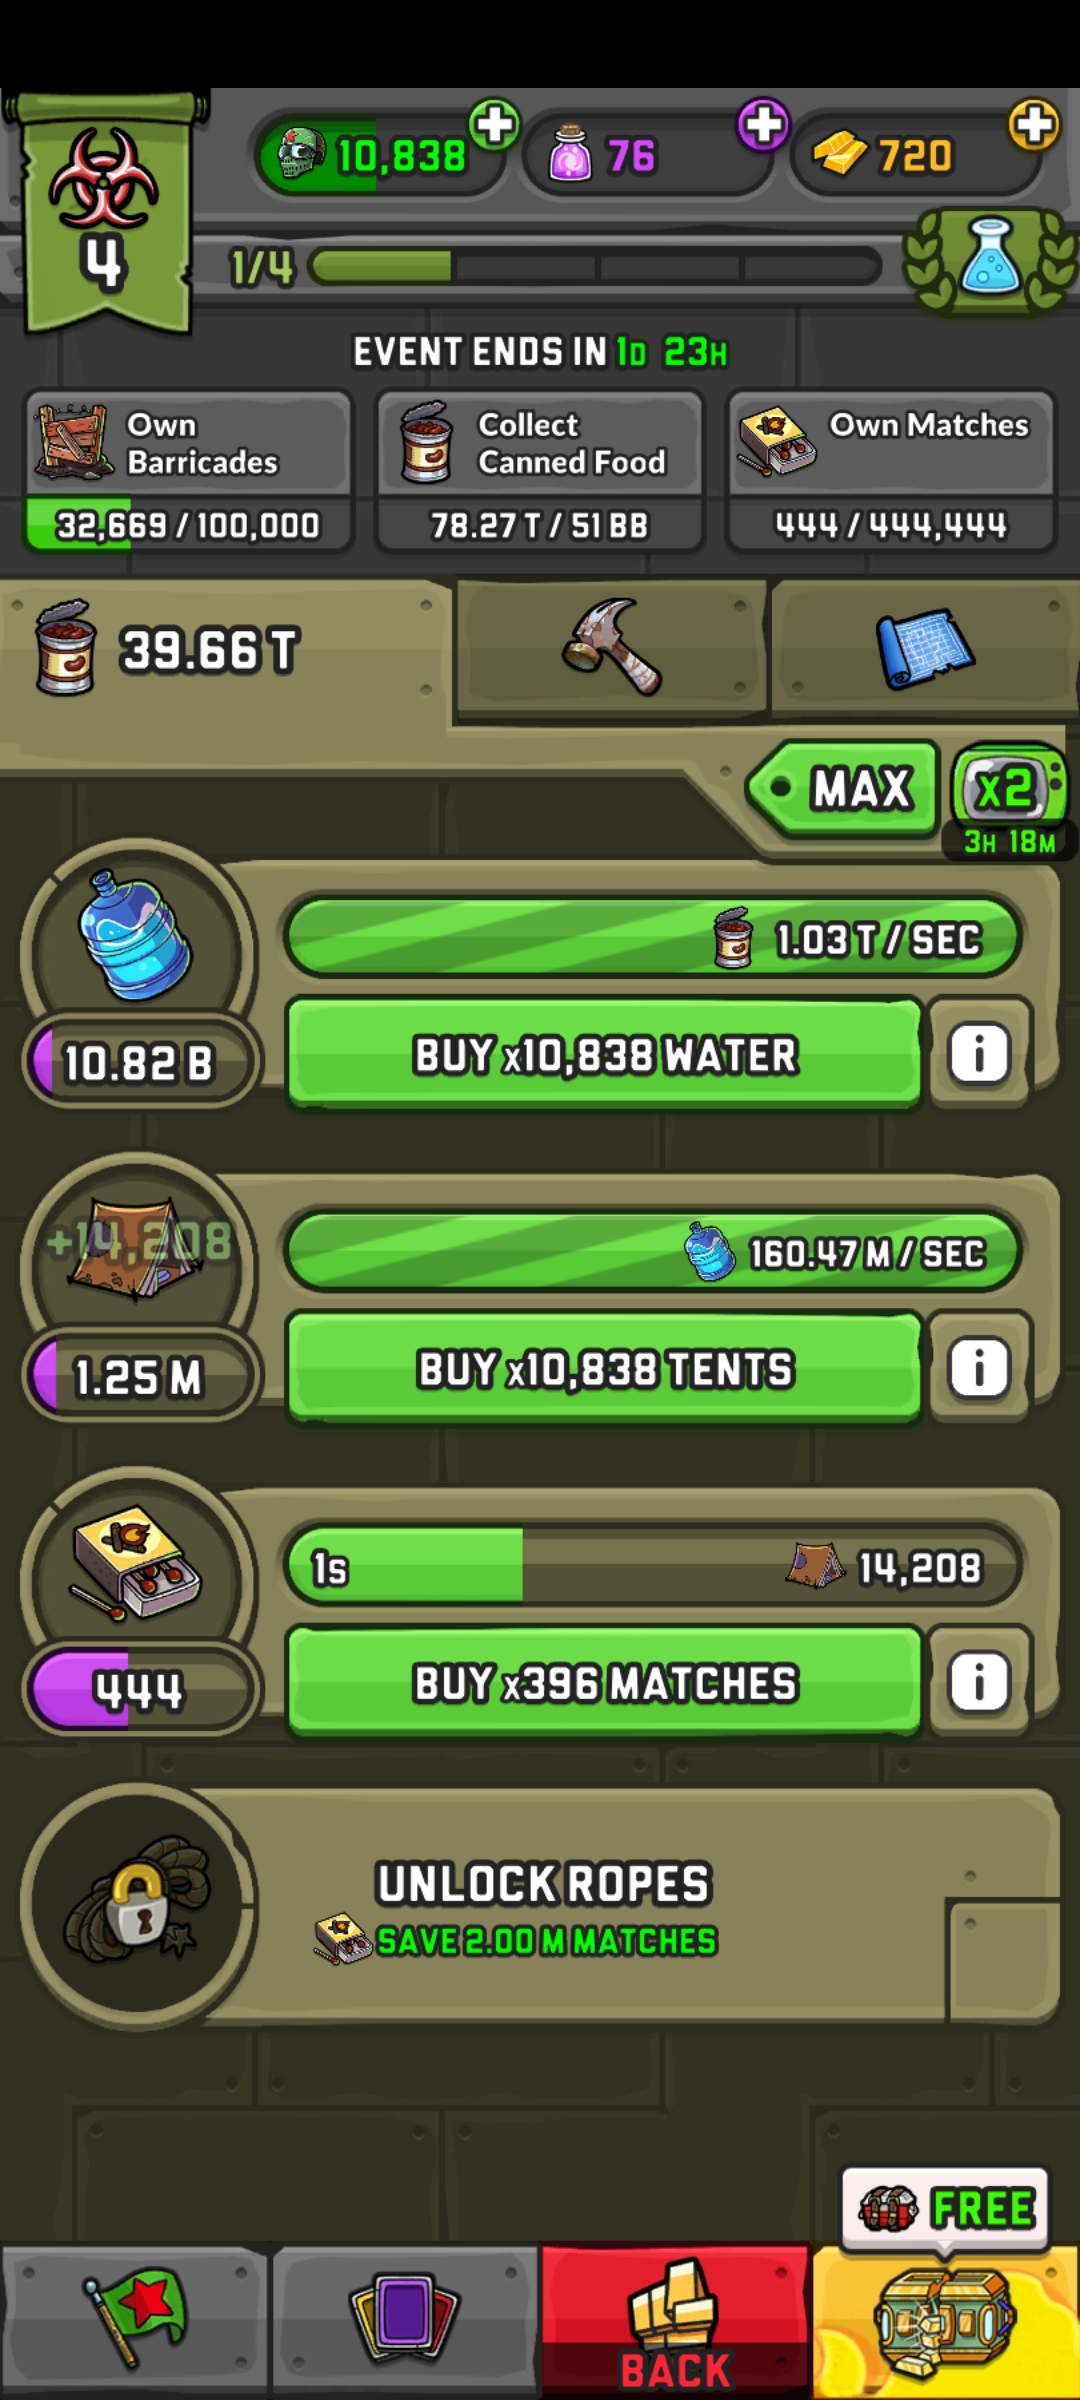 10,838
76
720
4
1/4
EVENT ENDS IN 1D 23H
Own
Barricades
32,669 / 100,000
Collect
Canned Food
78.27 T / 51 BB
Own Matches
444 / 444,444
39.66 T
MAX
x2
3H 18M
1.03 T / SEC
10.82 B
BUY x10,838 WATER
i
+14,208
160.47 M / SEC
1.25 M
BUY x10,838 TENTS
i
1s
14,208
444
BUY x396 MATCHES
i
UNLOCK ROPES
SAVE 2.00 M MATCHES
FREE
BACK